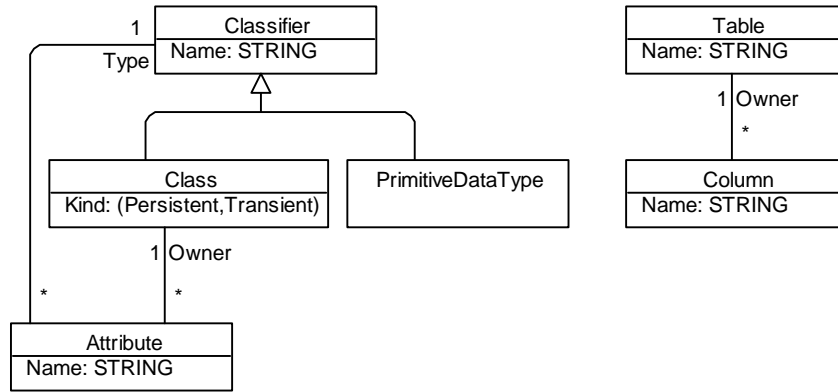 1
Classifier
Name: STRING
Type
Table
Name: STRING
1 Owner
*
Class
Kind: (Persistent,Transient)
PrimitiveDataType
Column
Name: STRING
1 Owner
*
*
Attribute
Name: STRING